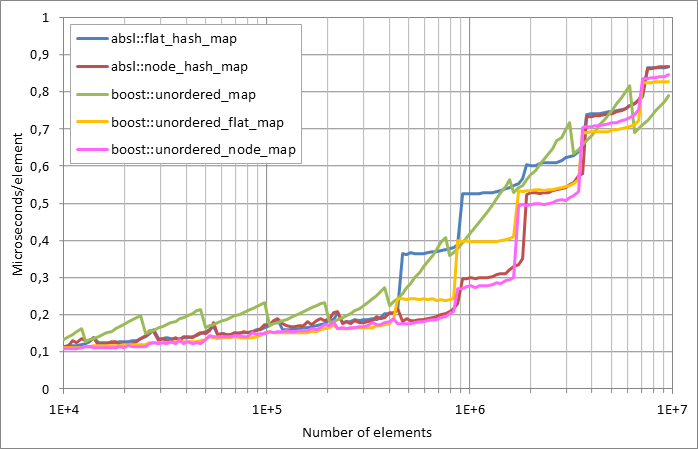 1
0,9
0,8
0,7
0,6
0,5
0,4
0,3
0,2
0,1
0
Microseconds/element
absl::flat_hash_map
absl::node_hash_map
boost::unordered_map
boost::unordered_flat_map
boost::unordered_node_map
1E+4 1E+5 1E+6 1E+7
Number of elements